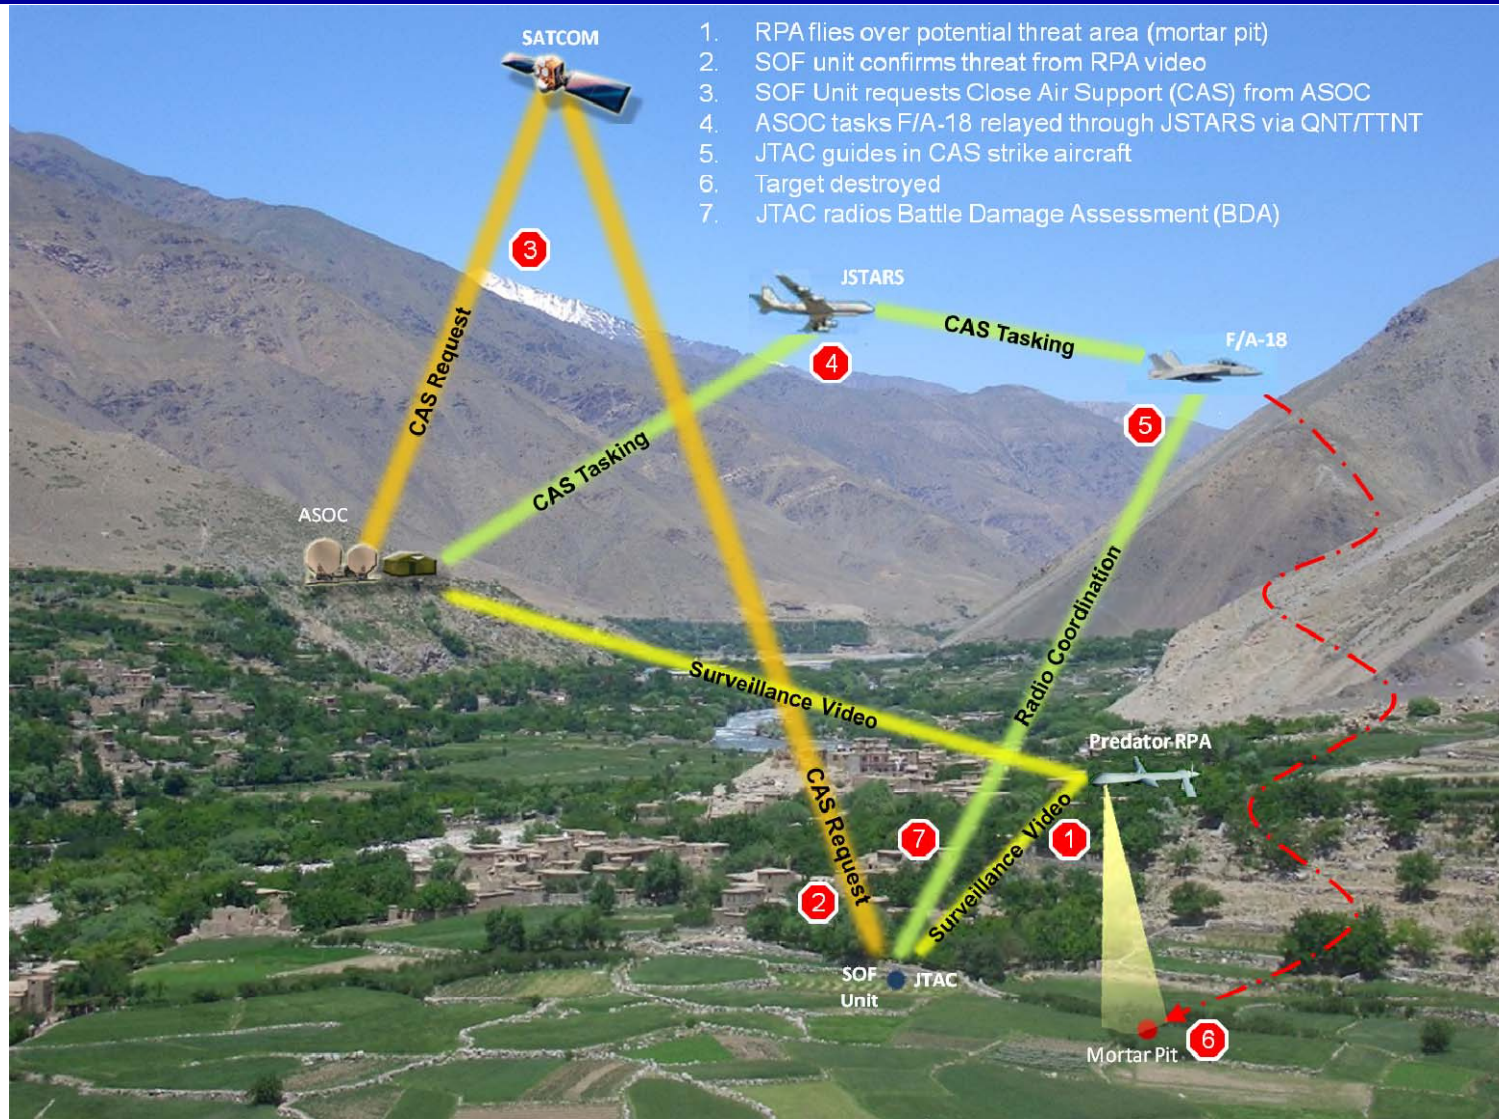 SATCOM
1. RPA flies over potential threat area (mortar pit)
2. SOF unit confirms threat from RPA video
3. SOF Unit requests Close Air Support (CAS) from ASOC
4. ASOC tasks F/A-18 relayed through JSTARS via QNT/TTNT
5. JTAC guides in CAS strike aircraft
6. Target destroyed
7. JTAC radios Battle Damage Assessment (BDA)
3
JSTARS
CAS Request
CAS Tasking
F/A-18
4
5
CAS Tasking
ASOC
Radio Coordination
Surveillance Video
Predator RPA
CAS Request
7
1
Surveillance Video
2
SOF
Unit
JTAC
Mortar Pit
6